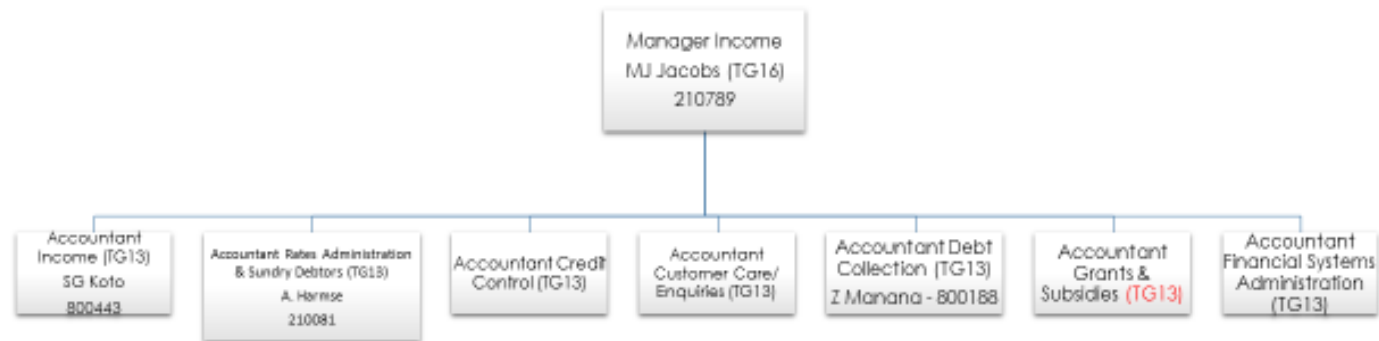 Manager Income
MJ Jacobs (TG16)
210789
Accountant
Income (TG13)
SG Koto
800443
Accountant Rates Administration
& Sundry Debtors (TG13)
A. Harmse
210081
Accountant Credit
Control (TG13)
Accountant
Customer Care/
Enquiries (TG13)
Accountant Debt
Collection (TG13)
Z Manana - 800188
Accountant
Grants &
Subsidies (TG13)
Accountant
Financial Systems
Administration
(TG13)